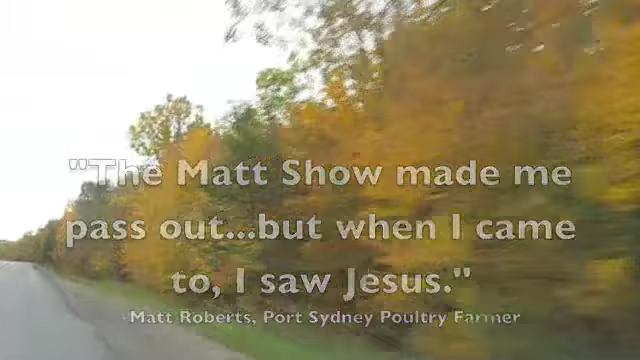 "The Matt Show made me
pass out...but when I came
to, I saw Jesus."
-Matt Roberts, Port Sydney Poultry Farmer